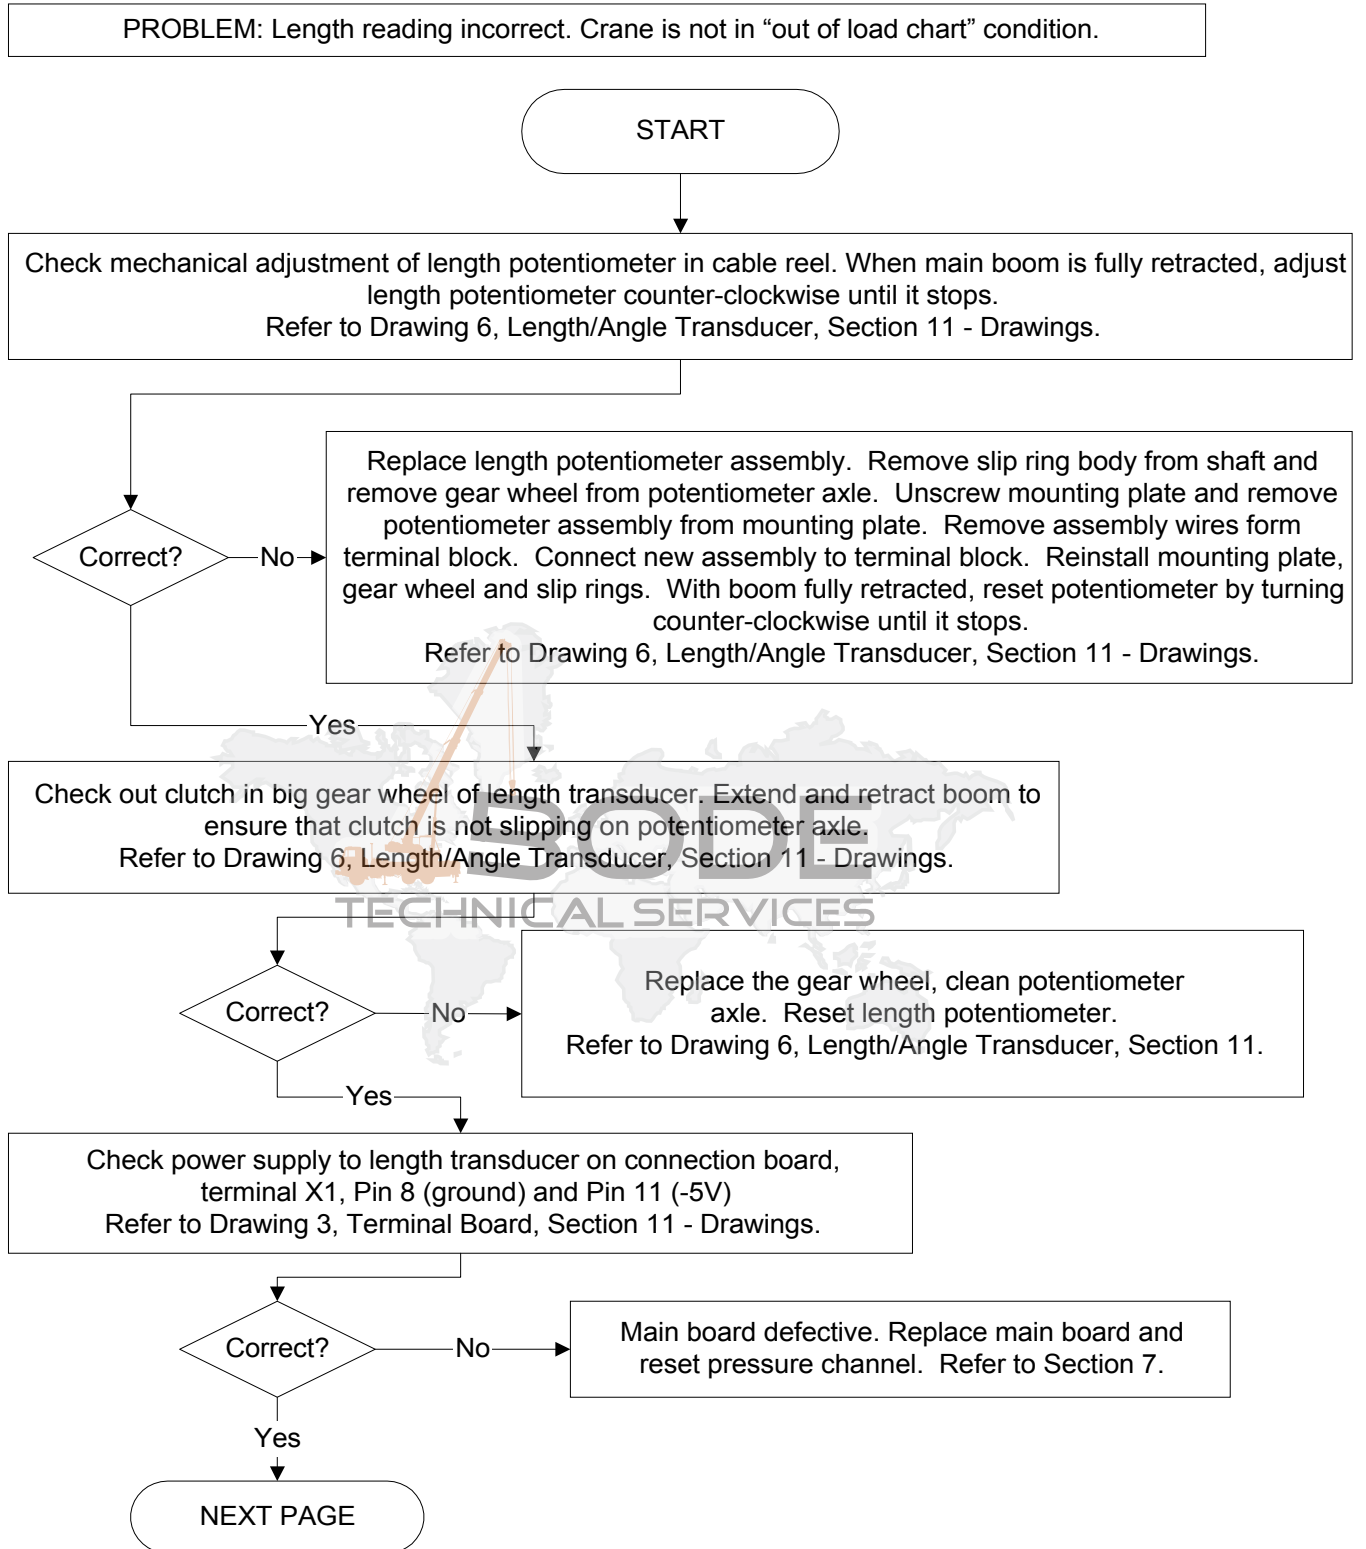 PROBLEM: Length reading incorrect. Crane is not in “out of load chart” condition.
START
Check mechanical adjustment of length potentiometer in cable reel. When main boom is fully retracted, adjust
length potentiometer counter-clockwise until it stops.
Refer to Drawing 6, Length/Angle Transducer, Section 11 - Drawings.
Correct?
No
Replace length potentiometer assembly. Remove slip ring body from shaft and
remove gear wheel from potentiometer axle. Unscrew mounting plate and remove
potentiometer assembly from mounting plate. Remove assembly wires form
terminal block. Connect new assembly to terminal block. Reinstall mounting plate,
gear wheel and slip rings. With boom fully retracted, reset potentiometer by turning
counter-clockwise until it stops.
Refer to Drawing 6, Length/Angle Transducer, Section 11 - Drawings.
Yes
Check out clutch in big gear wheel of length transducer. Extend and retract boom to
ensure that clutch is not slipping on potentiometer axle.
Refer to Drawing 6, Length/Angle Transducer, Section 11 - Drawings.
BODE
TECHNICAL SERVICES
Correct?
No
Replace the gear wheel, clean potentiometer
axle. Reset length potentiometer.
Refer to Drawing 6, Length/Angle Transducer, Section 11.
Yes
Check power supply to length transducer on connection board,
terminal X1, Pin 8 (ground) and Pin 11 (-5V)
Refer to Drawing 3, Terminal Board, Section 11 - Drawings.
Correct?
No
Main board defective. Replace main board and
reset pressure channel. Refer to Section 7.
Yes
NEXT PAGE